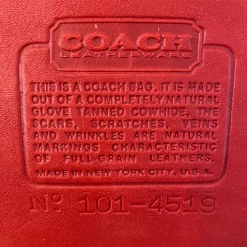 COACH
LEATHERWARE
THIS IS A COACH BAG. IT IS MADE
OUT OF A COMPLETELY NATURAL
GLOVE TANNED COWHIDE, THE
SCARS, SCRATCHES, VEINS
AND WRINKLES ARE NATURAL
MARKINGS CHARACTERISTIC
OF FULL-GRAIN LEATHERS.
MADE IN NEW YORK CITY, U.S.A.
Nº 101-4519